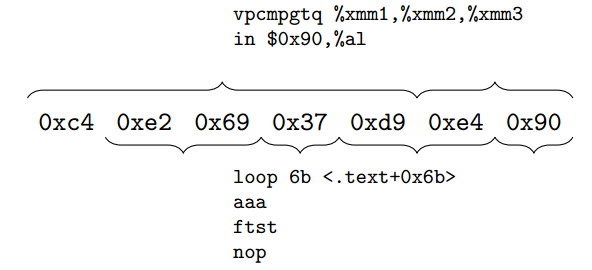 vpcmpgtq %xmm1,%xmm2,%xmm3
in $0x90,%al
0xc4 0xe2 0x69 0x37 0xd9 0xe4 0x90
loop 6b <.text+0x6b>
aaa
ftst
nop